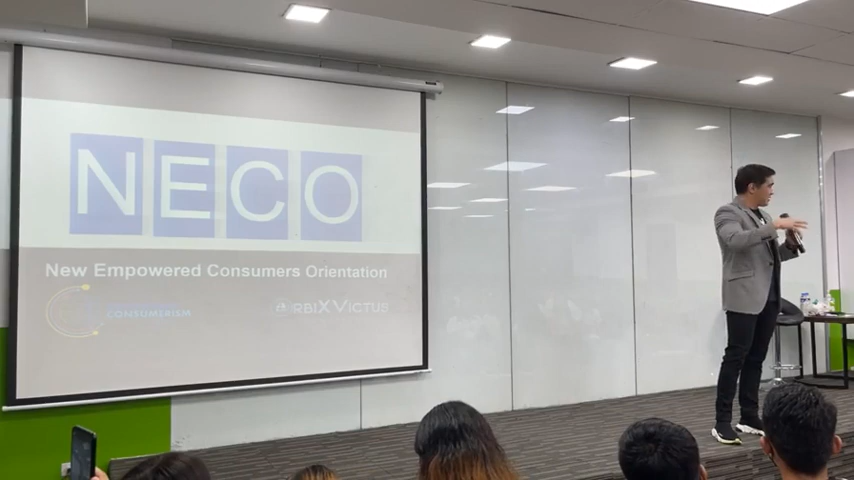 NECO
New Empowered Consumers Orientation
CONSUMERISM
ORBIXVICTUS